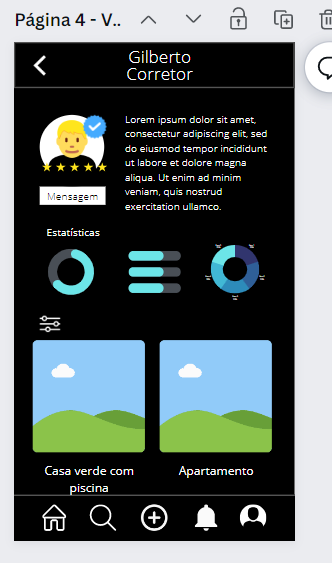 Página 4 - V..
Gilberto
Corretor
Lorem ipsum dolor sit amet,
consectetur adipiscing elit, sed
do eiusmod tempor incididunt
ut labore et dolore magna
aliqua. Ut enim ad minim
veniam, quis nostrud
exercitation ullamco.
Mensagem
Estatísticas
Casa verde com
piscina
Apartamento